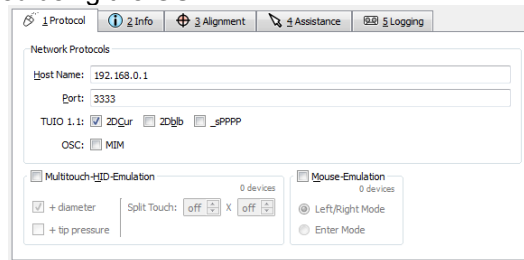 1 Protocol 2 Info 3 Alignment 4 Assistance 5 Logging
Network Protocols
Host Name: 192.168.0.1
Port: 3333
TUIO 1.1: 2DCur 2Dblb _sPPPP
OSC: MIM
Multitouch-HID-Emulation
0 devices
+ diameter Split Touch: off X off
+ tip pressure
Mouse-Emulation
0 devices
Left/Right Mode
Enter Mode